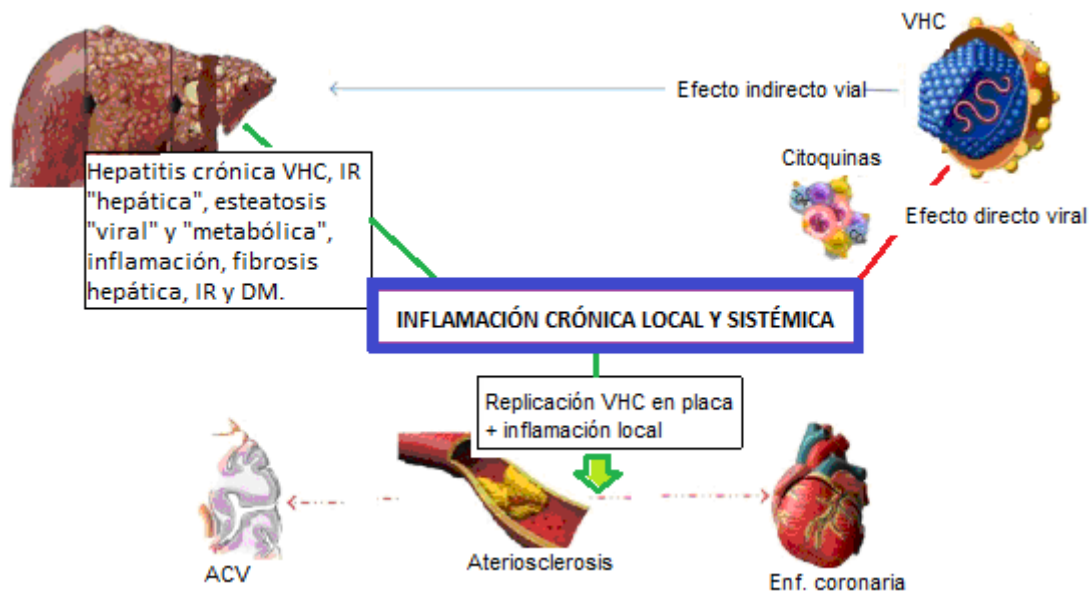 VHC
Efecto indirecto vial
Citoquinas
Efecto directo viral
Hepatitis crónica VHC, IR
"hepática", esteatosis
"viral" y "metabólica",
inflamación, fibrosis
hepática, IR y DM.
INFLAMACIÓN CRÓNICA LOCAL Y SISTÉMICA
Replicación VHC en placa
+ inflamación local
ACV
Ateriosclerosis
Enf. coronaria